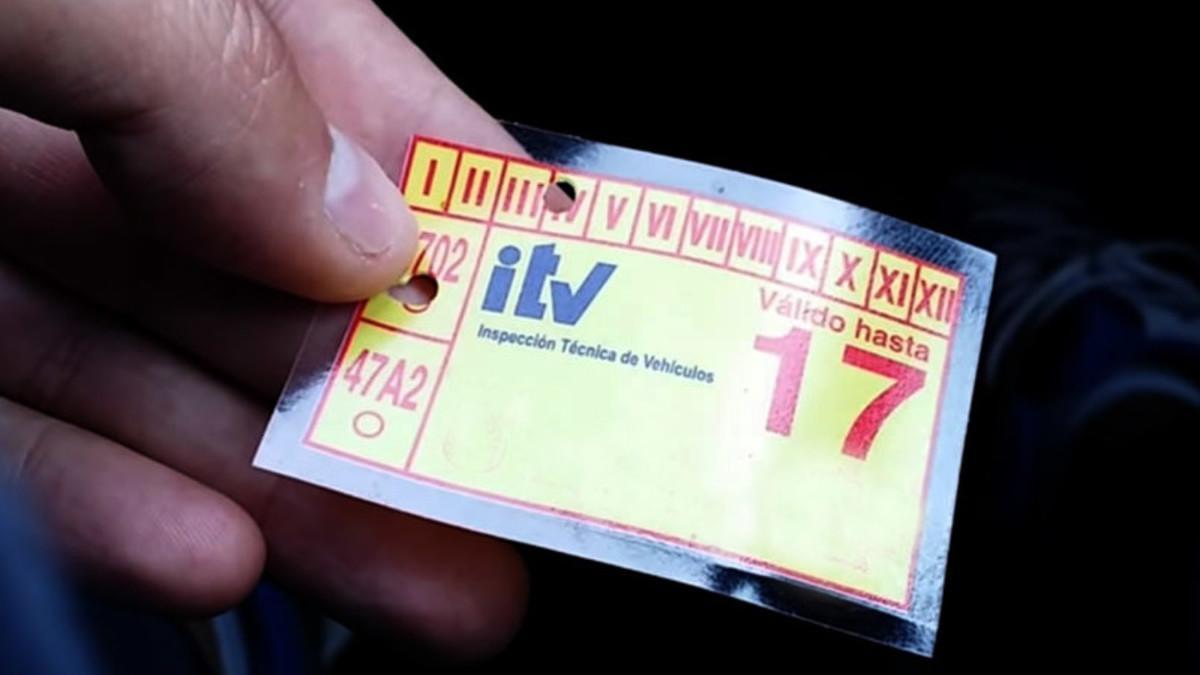 I II III IV V VI VII VIII IX X XI XII
702
itv
Válido hasta
Inspección Técnica de Vehículos
17
47A2